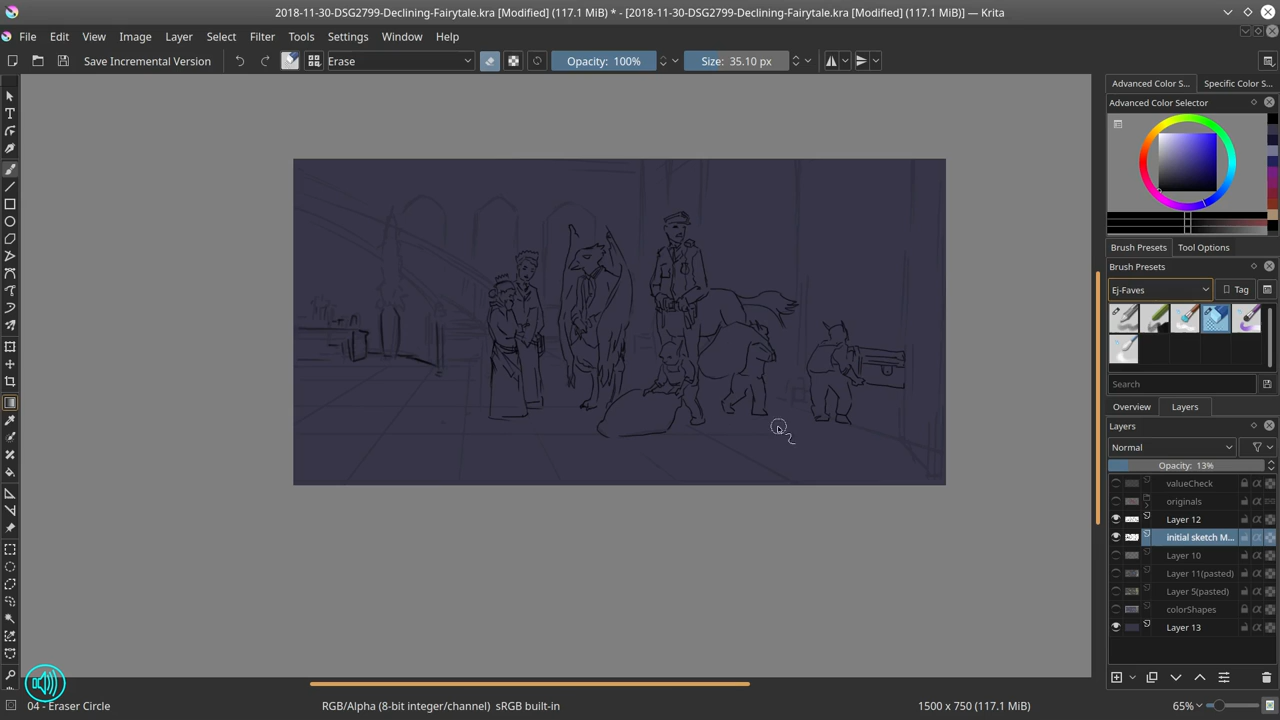 2018-11-30-DSG2799-Declining-Fairytale.kra [Modified] (117.1 MiB) * - [2018-11-30-DSG2799-Declining-Fairytale.kra [Modified] (117.1 MiB)] — Krita
File Edit View Image Layer Select Filter Tools Settings Window Help
Save Incremental Version Erase Opacity: 100% Size: 35.10 px
Advanced Color S... Specific Color S...
Advanced Color Selector
Brush Presets Tool Options
Brush Presets
Ej-Faves Tag
Search
Overview Layers
Layers
Normal
Opacity: 13%
valueCheck
originals
Layer 12
initial sketch M...
Layer 10
Layer 11(pasted)
Layer 5(pasted)
colorShapes
Layer 13
04 - Eraser Circle RGB/Alpha (8-bit integer/channel) sRGB built-in 1500 x 750 (117.1 MiB) 65%